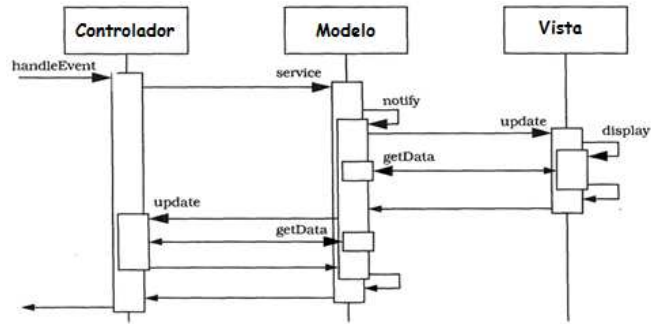 Controlador
Modelo
Vista
handleEvent
service
notify
update
display
getData
update
getData